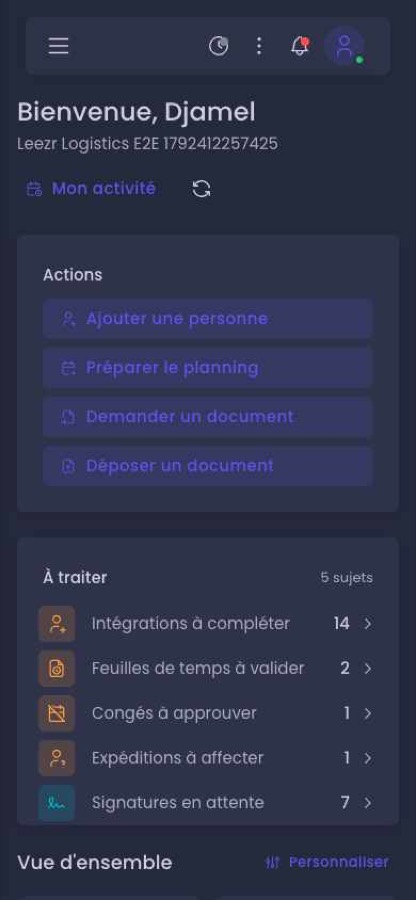 Bienvenue, Djamel
Leezr Logistics E2E 1792412257425
Mon activité
Actions
Ajouter une personne
Préparer le planning
Demander un document
Déposer un document
À traiter 5 sujets
Intégrations à compléter 14
Feuilles de temps à valider 2
Congés à approuver 1
Expéditions à affecter 1
Signatures en attente 7
Vue d'ensemble Personnaliser